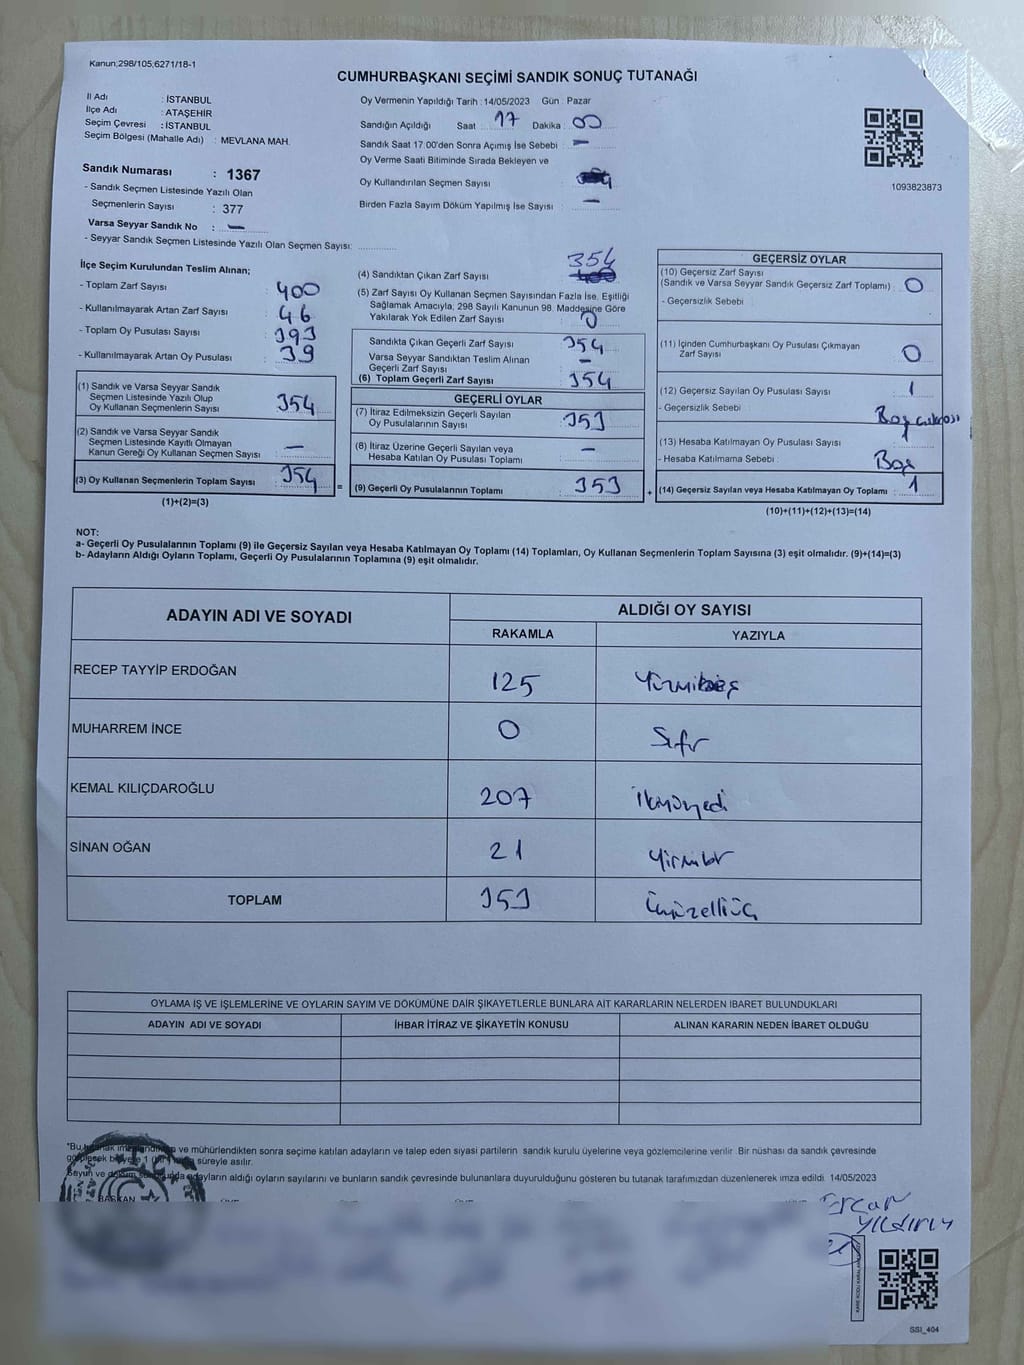 Kanun;298/105,6271/18-1
CUMHURBAŞKANI SEÇİMİ SANDIK SONUÇ TUTANAĞI
İl Adı : İSTANBUL
İlçe Adı : ATAŞEHİR
Seçim Çevresi : İSTANBUL
Seçim Bölgesi (Mahalle Adı) : MEVLANA MAH.
Sandık Numarası : 1367
- Sandık Seçmen Listesinde Yazılı Olan
Seçmenlerin Sayısı : 377
Varsa Seyyar Sandık No : —
- Seyyar Sandık Seçmen Listesinde Yazılı Olan Seçmen Sayısı:
Oy Vermenin Yapıldığı Tarih : 14/05/2023 Gün : Pazar
Sandığın Açıldığı Saat 17 Dakika 00
Sandık Saat 17.00'den Sonra Açılmış İse Sebebi : —
Oy Verme Saati Bitiminde Sırada Bekleyen ve
Oy Kullandırılan Seçmen Sayısı
Birden Fazla Sayım Döküm Yapılmış İse Sayısı : —
1093823873
İlçe Seçim Kurulundan Teslim Alınan;
- Toplam Zarf Sayısı : 400
- Kullanılmayarak Artan Zarf Sayısı : 46
- Toplam Oy Pusulası Sayısı : 393
- Kullanılmayarak Artan Oy Pusulası : 39
(1) Sandık ve Varsa Seyyar Sandık
Seçmen Listesinde Yazılı Olup
Oy Kullanan Seçmenlerin Sayısı : 354
(2) Sandık ve Varsa Seyyar Sandık
Seçmen Listesinde Kayıtlı Olmayan
Kanun Gereği Oy Kullanan Seçmen Sayısı : —
(3) Oy Kullanan Seçmenlerin Toplam Sayısı : 354
(1)+(2)=(3)
=
(4) Sandıktan Çıkan Zarf Sayısı : 354
(5) Zarf Sayısı Oy Kullanan Seçmen Sayısından Fazla İse, Eşitliği
Sağlamak Amacıyla, 298 Sayılı Kanunun 98. Maddesine Göre
Yakılarak Yok Edilen Zarf Sayısı : 0
Sandıkta Çıkan Geçerli Zarf Sayısı : 354
Varsa Seyyar Sandıktan Teslim Alınan
Geçerli Zarf Sayısı : —
(6) Toplam Geçerli Zarf Sayısı : 354
GEÇERLİ OYLAR
(7) İtiraz Edilmeksizin Geçerli Sayılan
Oy Pusulalarının Sayısı : 353
(8) İtiraz Üzerine Geçerli Sayılan veya
Hesaba Katılan Oy Pusulası Toplamı : —
(9) Geçerli Oy Pusulalarının Toplamı : 353
+
GEÇERSİZ OYLAR
(10) Geçersiz Zarf Sayısı
(Sandık ve Varsa Seyyar Sandık Geçersiz Zarf Toplamı) : 0
- Geçersizlik Sebebi :
(11) İçinden Cumhurbaşkanı Oy Pusulası Çıkmayan
Zarf Sayısı : 0
(12) Geçersiz Sayılan Oy Pusulası Sayısı : 1
- Geçersizlik Sebebi : Boş çıkması
(13) Hesaba Katılmayan Oy Pusulası Sayısı : 1
- Hesaba Katılmama Sebebi : Boş
(14) Geçersiz Sayılan veya Hesaba Katılmayan Oy Toplamı : 1
(10)+(11)+(12)+(13)=(14)
NOT:
a- Geçerli Oy Pusulalarının Toplamı (9) ile Geçersiz Sayılan veya Hesaba Katılmayan Oy Toplamı (14) Toplamları, Oy Kullanan Seçmenlerin Toplam Sayısına (3) eşit olmalıdır. (9)+(14)=(3)
b- Adayların Aldığı Oyların Toplamı, Geçerli Oy Pusulalarının Toplamına (9) eşit olmalıdır.
ADAYIN ADI VE SOYADI
ALDIĞI OY SAYISI
RAKAMLA YAZIYLA
RECEP TAYYİP ERDOĞAN 125
MUHARREM İNCE 0 Sıfır
KEMAL KILIÇDAROĞLU 207 İkiyüzyedi
SİNAN OĞAN 21 Yirmibir
TOPLAM 353 Üçyüzelliüç
OYLAMA İŞ VE İŞLEMLERİNE VE OYLARIN SAYIM VE DÖKÜMÜNE DAİR ŞİKAYETLERLE BUNLARA AİT KARARLARIN NELERDEN İBARET BULUNDUKLARI
ADAYIN ADI VE SOYADI İHBAR İTİRAZ VE ŞİKAYETİN KONUSU ALINAN KARARIN NEDEN İBARET OLDUĞU
"Bu tutanak imzalandıktan ve mühürlendikten sonra seçime katılan adayların ve talep eden siyasi partilerin sandık kurulu üyelerine veya gözlemcilerine verilir. Bir nüshası da sandık çevresinde
süreyle asılır.
Sayım ve döküm sonucunda adayların aldığı oyların sayılarını ve bunların sandık çevresinde bulunanlara duyurulduğunu gösteren bu tutanak tarafımızdan düzenlenerek imza edildi. 14/05/2023
BAŞKAN
Ercan
YILDIRIM
SSI_404